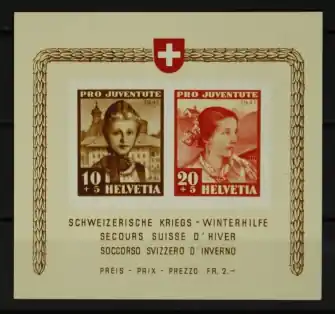 PRO JUVENTUTE
1941
10
+5
HELVETIA
PRO JUVENTUTE
1941
20
+5
HELVETIA
SCHWEIZERISCHE KRIEGS - WINTERHILFE
SECOURS SUISSE D'HIVER
SOCCORSO SVIZZERO D'INVERNO
PREIS - PRIX - PREZZO FR. 2.-